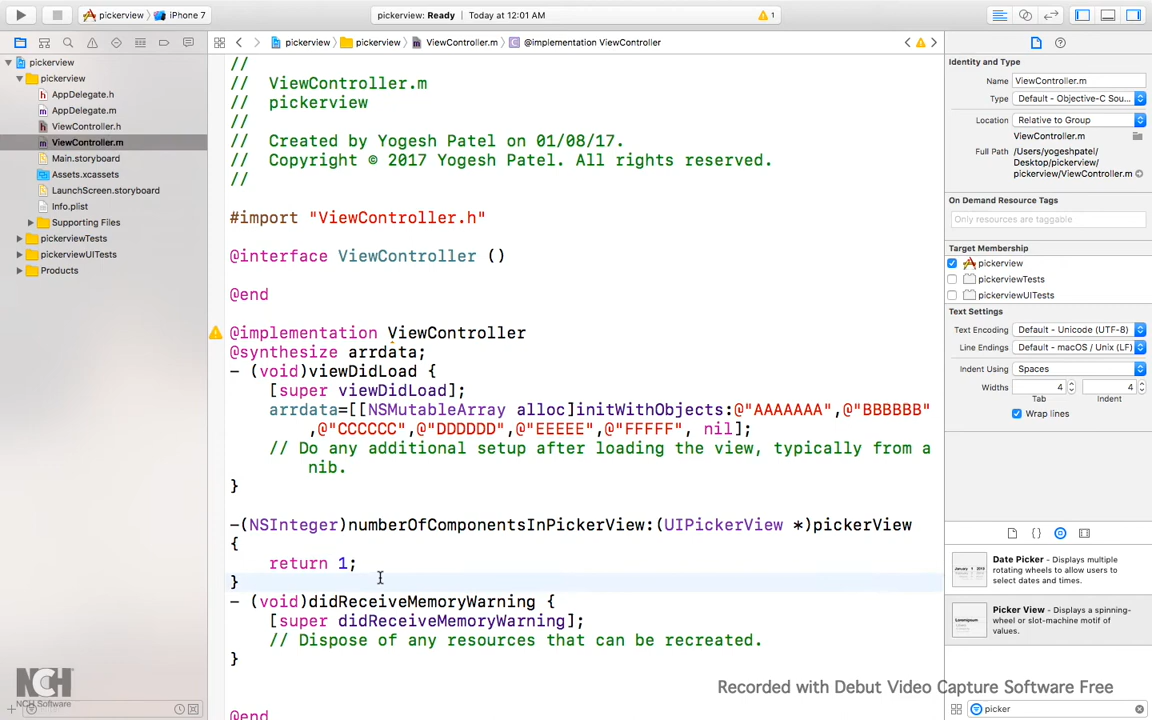 pickerview
iPhone 7
pickerview: Ready
Today at 12:01 AM
1
pickerview
pickerview
ViewController.m
@implementation ViewController
pickerview
pickerview
AppDelegate.h
AppDelegate.m
ViewController.h
ViewController.m
Main.storyboard
Assets.xcassets
LaunchScreen.storyboard
Info.plist
Supporting Files
pickerviewTests
pickerviewUITests
Products
//
//  ViewController.m
//  pickerview
//
//  Created by Yogesh Patel on 01/08/17.
//  Copyright © 2017 Yogesh Patel. All rights reserved.
//
#import "ViewController.h"
@interface ViewController ()
@end
@implementation ViewController
@synthesize arrdata;
- (void)viewDidLoad {
[super viewDidLoad];
arrdata=[[NSMutableArray alloc]initWithObjects:@"AAAAAAA",@"BBBBBB"
,@"CCCCCC",@"DDDDDD",@"EEEEE",@"FFFFF", nil];
// Do any additional setup after loading the view, typically from a
nib.
}
-(NSInteger)numberOfComponentsInPickerView:(UIPickerView *)pickerView
{
return 1;
}
- (void)didReceiveMemoryWarning {
[super didReceiveMemoryWarning];
// Dispose of any resources that can be recreated.
}
@end
Identity and Type
Name ViewController.m
Type Default - Objective-C Sou...
Location Relative to Group
ViewController.m
Full Path /Users/yogeshpatel/
Desktop/pickerview/
pickerview/ViewController.m
On Demand Resource Tags
Only resources are taggable
Target Membership
pickerview
pickerviewTests
pickerviewUITests
Text Settings
Text Encoding Default - Unicode (UTF-8)
Line Endings Default - macOS / Unix (LF)
Indent Using Spaces
Widths 4 4
Tab Indent
Wrap lines
Date Picker - Displays multiple
rotating wheels to allow users to
select dates and times.
Picker View - Displays a spinning-
wheel or slot-machine motif of
values.
picker
NCH
NCH Software
Recorded with Debut Video Capture Software Free